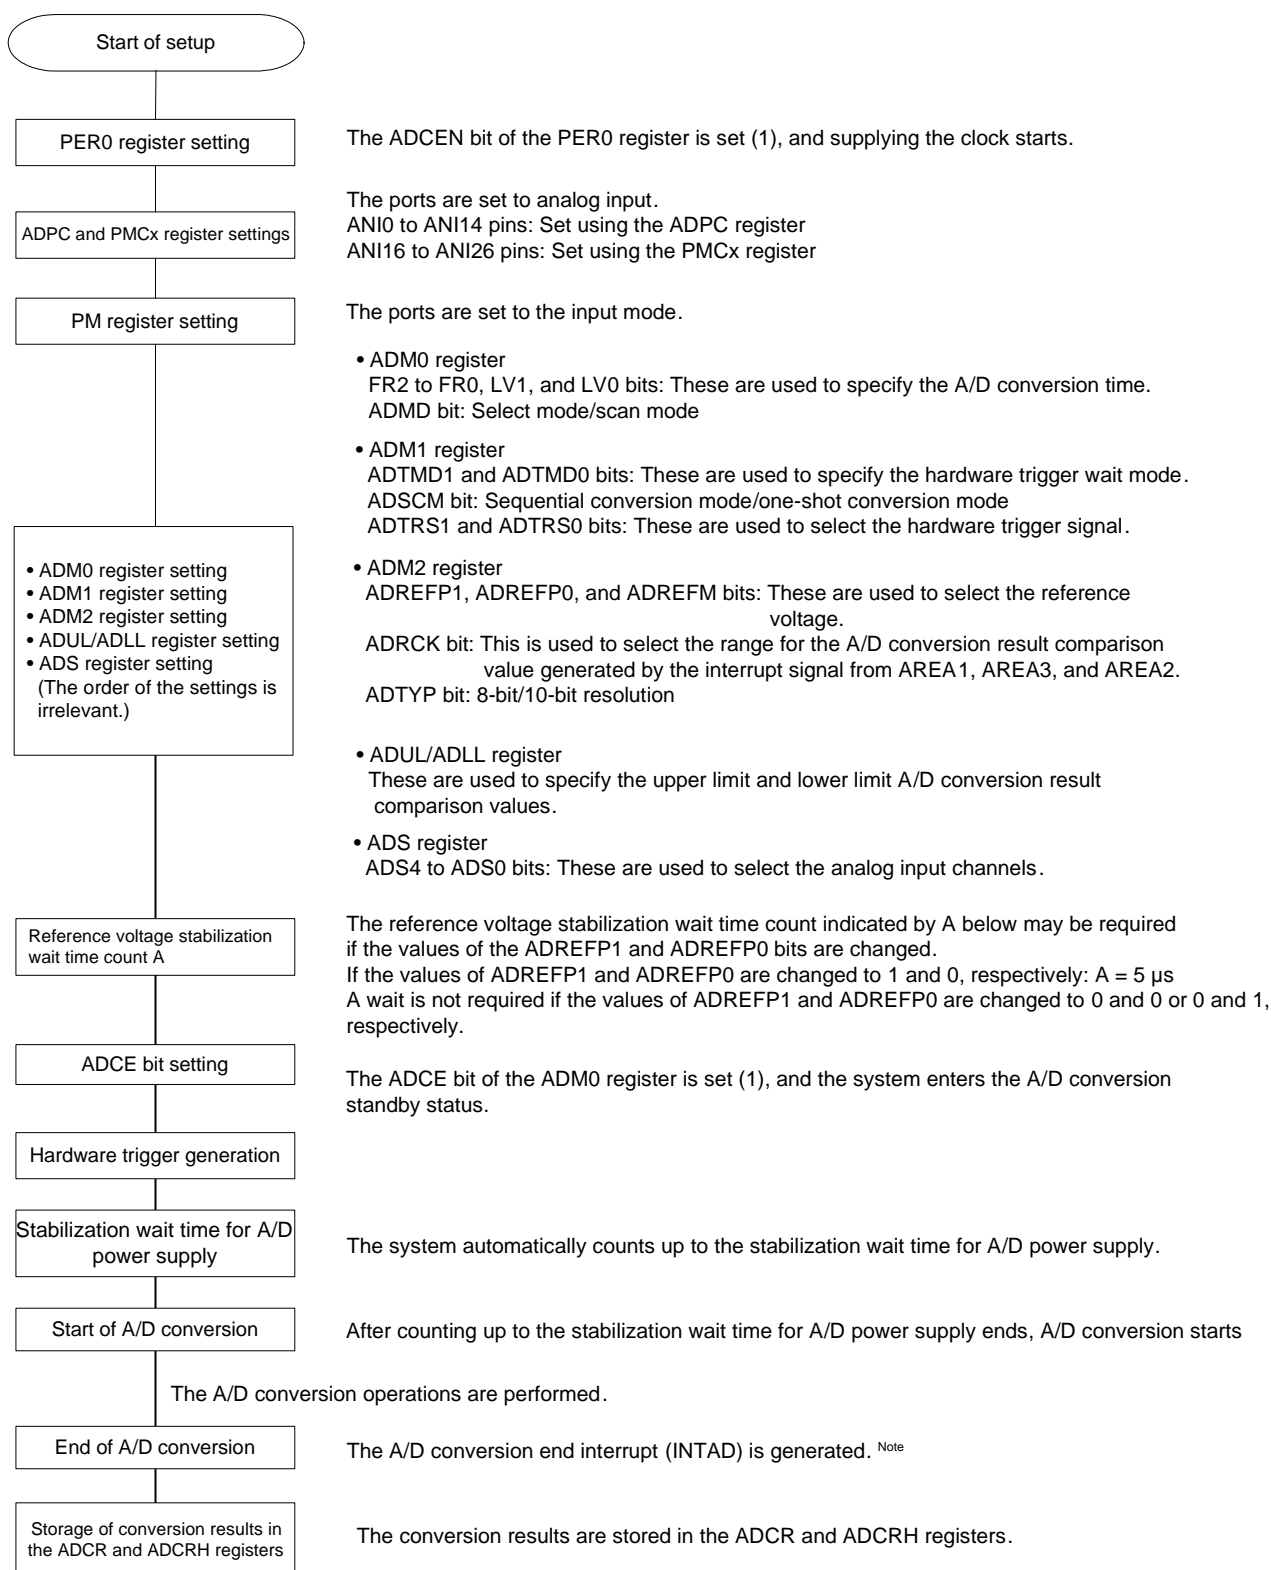 Start of setup
PER0 register setting
The ADCEN bit of the PER0 register is set (1), and supplying the clock starts.
ADPC and PMCx register settings
The ports are set to analog input.
ANI0 to ANI14 pins: Set using the ADPC register
ANI16 to ANI26 pins: Set using the PMCx register
PM register setting
The ports are set to the input mode.
• ADM0 register setting
• ADM1 register setting
• ADM2 register setting
• ADUL/ADLL register setting
• ADS register setting
(The order of the settings is
irrelevant.)
• ADM0 register
FR2 to FR0, LV1, and LV0 bits: These are used to specify the A/D conversion time.
ADMD bit: Select mode/scan mode
• ADM1 register
ADTMD1 and ADTMD0 bits: These are used to specify the hardware trigger wait mode.
ADSCM bit: Sequential conversion mode/one-shot conversion mode
ADTRS1 and ADTRS0 bits: These are used to select the hardware trigger signal.
• ADM2 register
ADREFP1, ADREFP0, and ADREFM bits: These are used to select the reference
voltage.
ADRCK bit: This is used to select the range for the A/D conversion result comparison
value generated by the interrupt signal from AREA1, AREA3, and AREA2.
ADTYP bit: 8-bit/10-bit resolution
• ADUL/ADLL register
These are used to specify the upper limit and lower limit A/D conversion result
comparison values.
• ADS register
ADS4 to ADS0 bits: These are used to select the analog input channels.
Reference voltage stabilization
wait time count A
The reference voltage stabilization wait time count indicated by A below may be required
if the values of the ADREFP1 and ADREFP0 bits are changed.
If the values of ADREFP1 and ADREFP0 are changed to 1 and 0, respectively: A = 5 µs
A wait is not required if the values of ADREFP1 and ADREFP0 are changed to 0 and 0 or 0 and 1,
respectively.
ADCE bit setting
The ADCE bit of the ADM0 register is set (1), and the system enters the A/D conversion
standby status.
Hardware trigger generation
Stabilization wait time for A/D
power supply
The system automatically counts up to the stabilization wait time for A/D power supply.
Start of A/D conversion
After counting up to the stabilization wait time for A/D power supply ends, A/D conversion starts
The A/D conversion operations are performed.
End of A/D conversion
The A/D conversion end interrupt (INTAD) is generated. Note
Storage of conversion results in
the ADCR and ADCRH registers
The conversion results are stored in the ADCR and ADCRH registers.